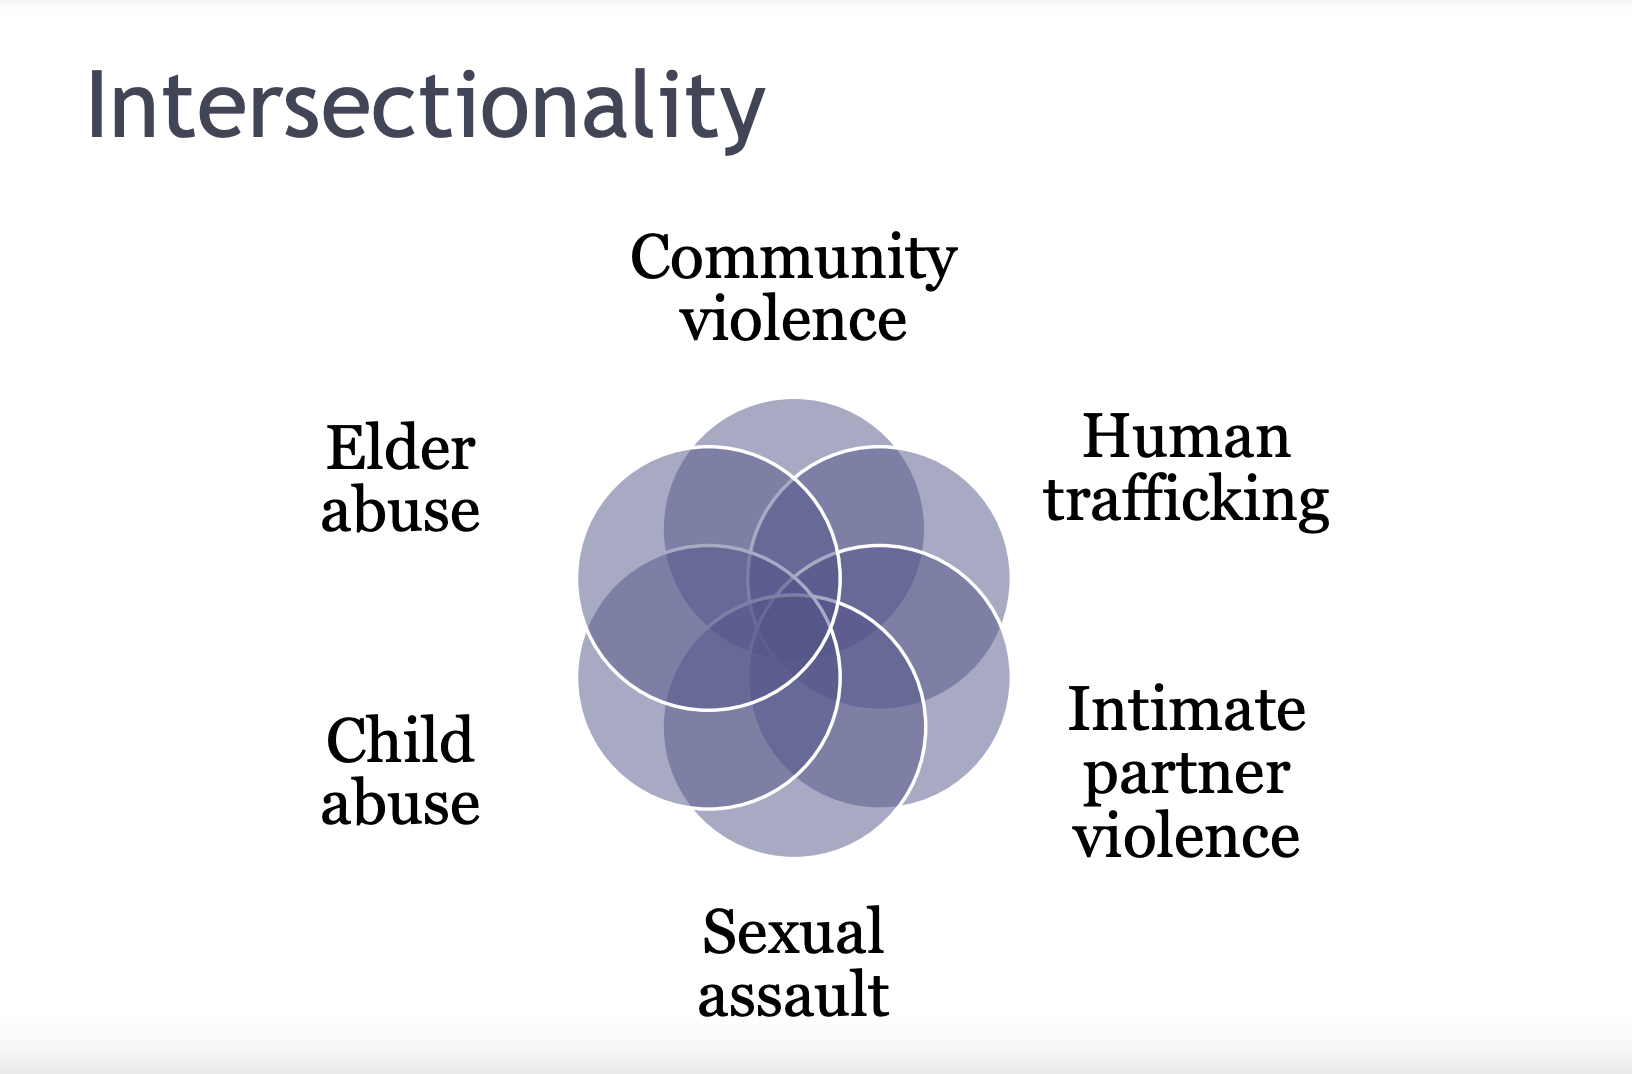 Intersectionality
Community
violence
Human
trafficking
Intimate
partner
violence
Sexual
assault
Child
abuse
Elder
abuse